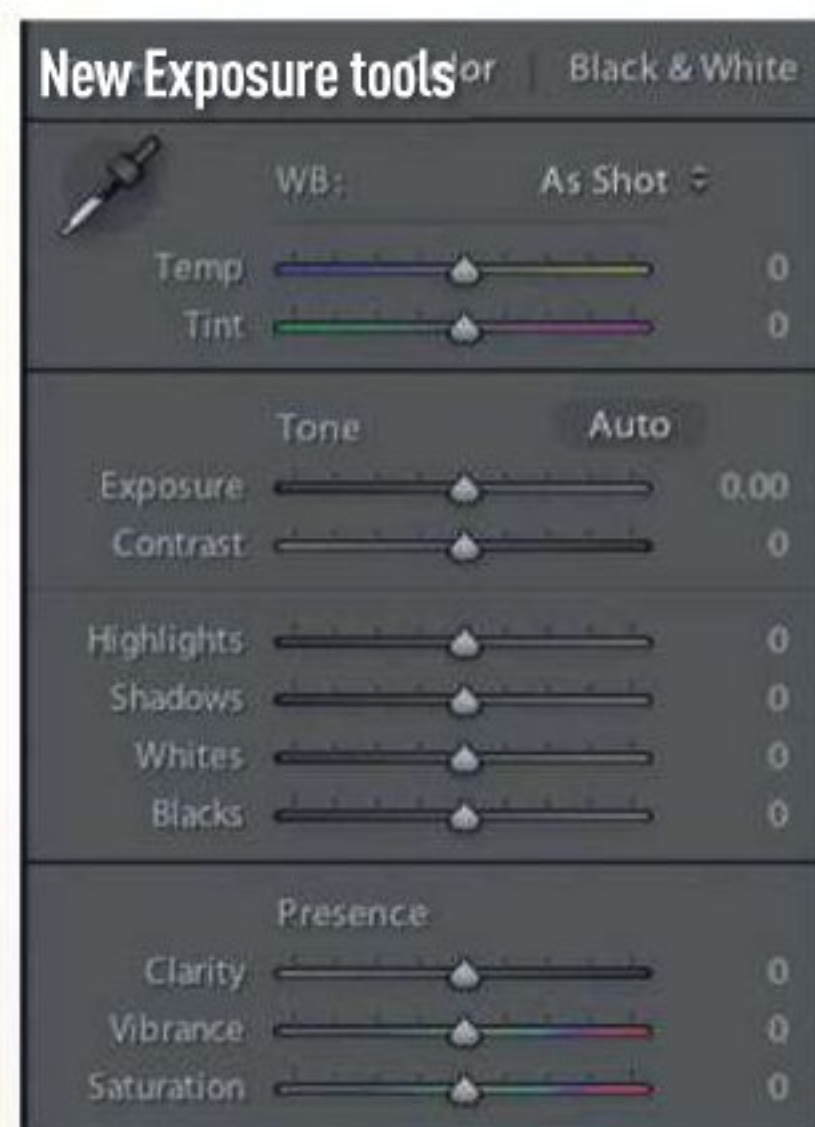 New Exposure tools
Color | Black & White
WB: As Shot
Temp 0
Tint 0
Tone Auto
Exposure 0.00
Contrast 0
Highlights 0
Shadows 0
Whites 0
Blacks 0
Presence
Clarity 0
Vibrance 0
Saturation 0